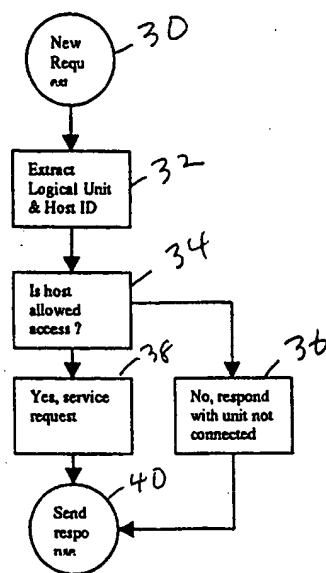 30
New
Requ
est
32
Extract
Logical Unit
& Host ID
34
Is host
allowed
access ?
38
Yes, service
request
36
No, respond
with unit not
connected
40
Send
respo
nse